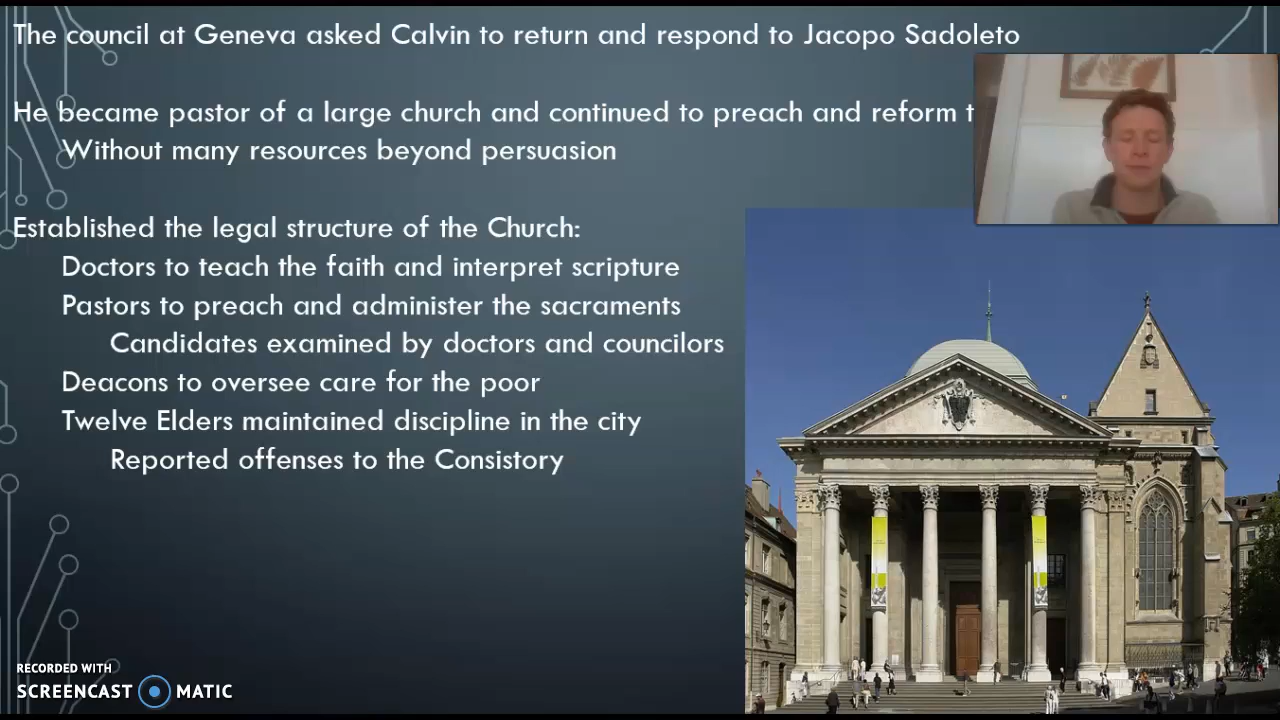 The council at Geneva asked Calvin to return and respond to Jacopo Sadoleto
He became pastor of a large church and continued to preach and reform t
Without many resources beyond persuasion
Established the legal structure of the Church:
Doctors to teach the faith and interpret scripture
Pastors to preach and administer the sacraments
Candidates examined by doctors and councilors
Deacons to oversee care for the poor
Twelve Elders maintained discipline in the city
Reported offenses to the Consistory
RECORDED WITH
SCREENCAST MATIC